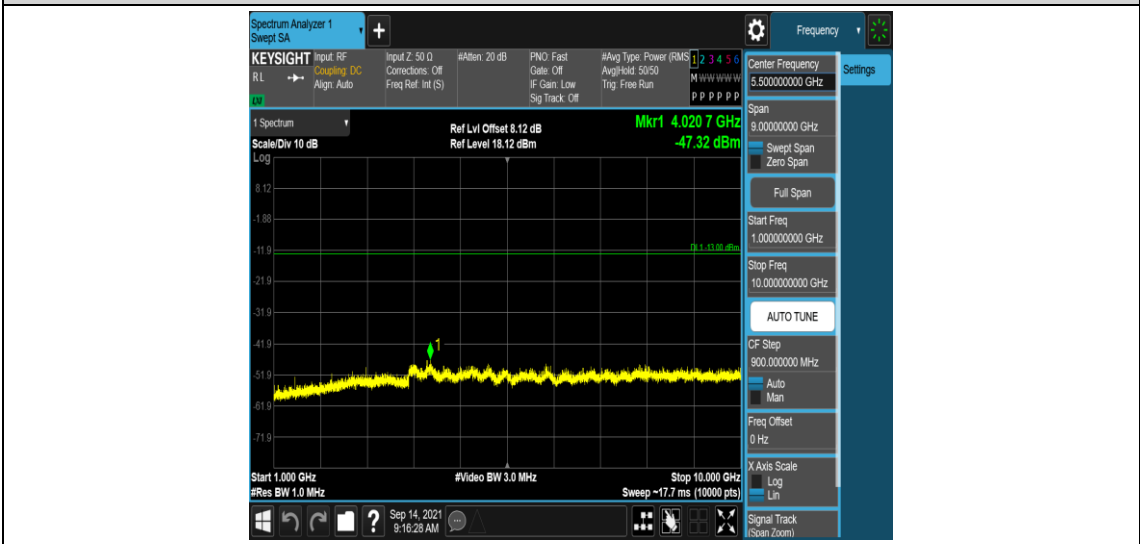 Spectrum Analyzer 1
Swept SA
+
Frequency
KEYSIGHT
RL
LXI
Input: RF
Coupling: DC
Align: Auto
Input Z: 50 Ω
Corrections: Off
Freq Ref: Int (S)
#Atten: 20 dB
PNO: Fast
Gate: Off
IF Gain: Low
Sig Track: Off
#Avg Type: Power (RMS
Avg|Hold: 50/50
Trig: Free Run
1 2 3 4 5 6
M W W W W W
P P P P P P
1 Spectrum
Scale/Div 10 dB
Log
Ref Lvl Offset 8.12 dB
Ref Level 18.12 dBm
Mkr1 4.020 7 GHz
-47.32 dBm
8.12
-1.88
-11.9
-21.9
-31.9
-41.9
-51.9
-61.9
-71.9
DL1 -13.00 dBm
1
Start 1.000 GHz
#Res BW 1.0 MHz
#Video BW 3.0 MHz
Stop 10.000 GHz
Sweep ~17.7 ms (10000 pts)
Center Frequency
5.500000000 GHz
Settings
Span
9.00000000 GHz
Swept Span
Zero Span
Full Span
Start Freq
1.000000000 GHz
Stop Freq
10.000000000 GHz
AUTO TUNE
CF Step
900.000000 MHz
Auto
Man
Freq Offset
0 Hz
X Axis Scale
Log
Lin
Signal Track
(Span Zoom)
?
Sep 14, 2021
9:16:28 AM